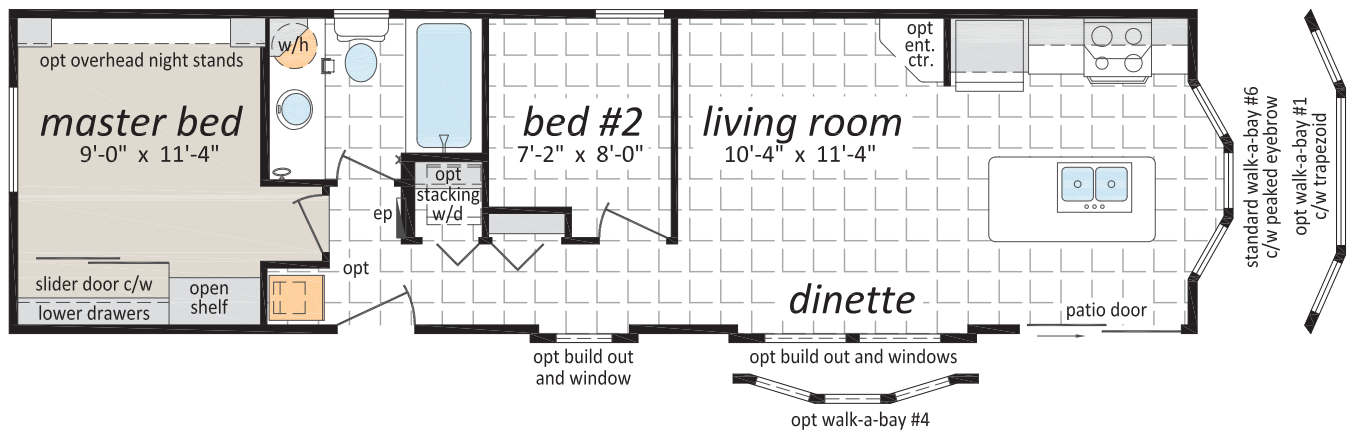 opt overhead night stands
master bed
9'-0" x 11'-4"
slider door c/w
lower drawers
open
shelf
w/h
ep
opt
opt
stacking
w/d
bed #2
7'-2" x 8'-0"
living room
10'-4" x 11'-4"
opt
ent.
ctr.
dinette
patio door
opt build out
and window
opt build out and windows
opt walk-a-bay #4
standard walk-a-bay #6
c/w peaked eyebrow
opt walk-a-bay #1
c/w trapezoid